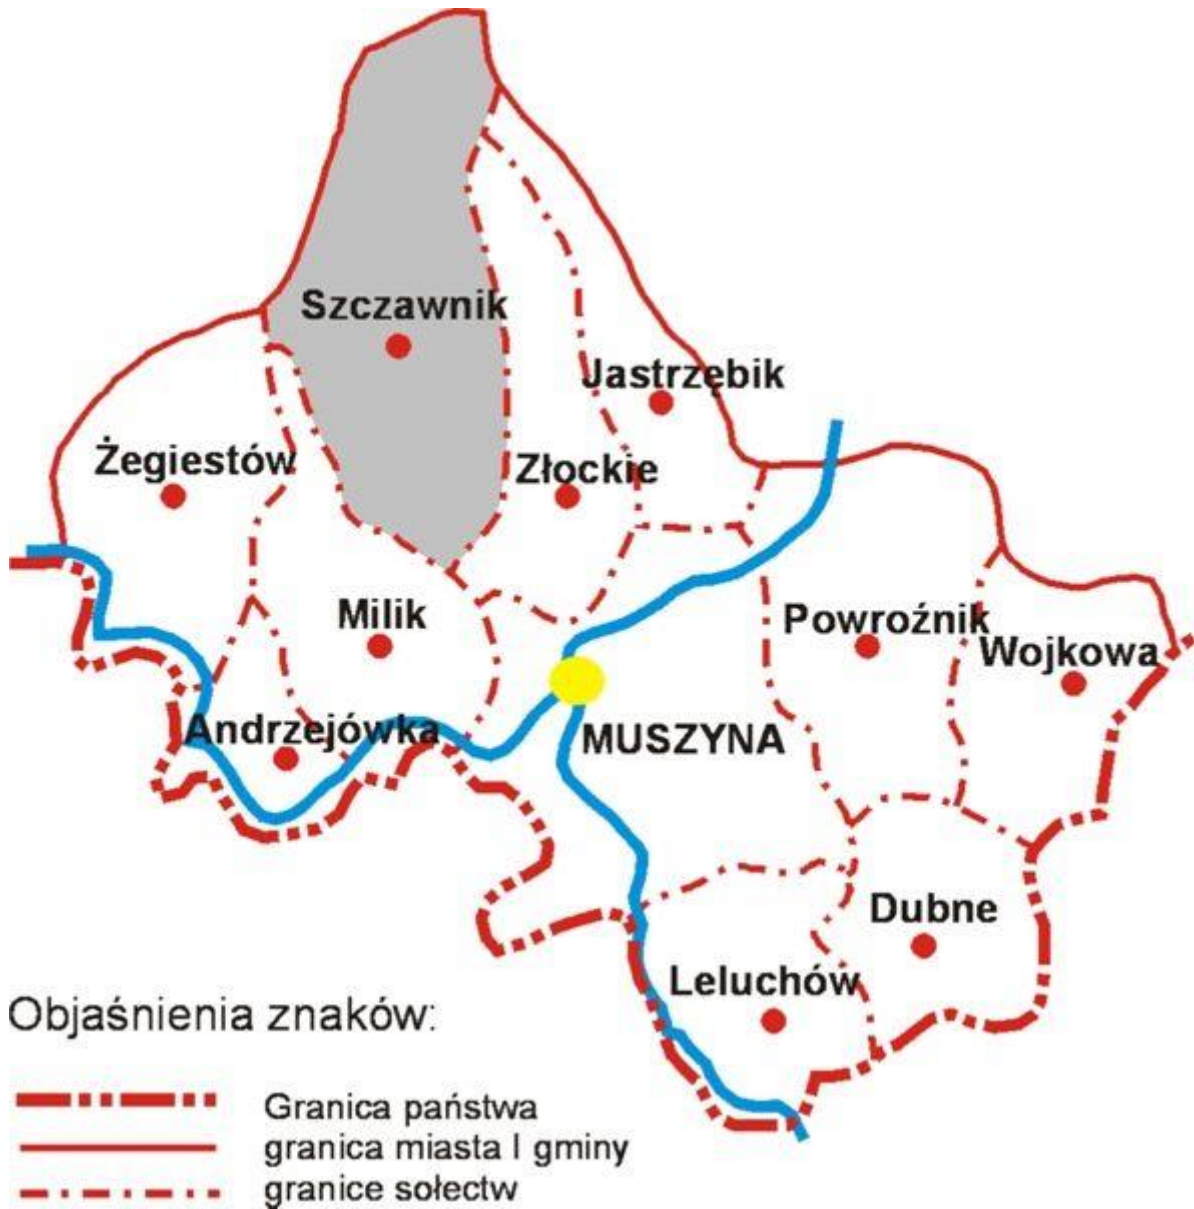 Szczawnik
Jastrzębik
Żegiestów
Złockie
Milik
Powroźnik
Wojkowa
Andrzejówka
MUSZYNA
Dubne
Leluchów
Objaśnienia znaków:
Granica państwa
granica miasta I gminy
granice sołectw